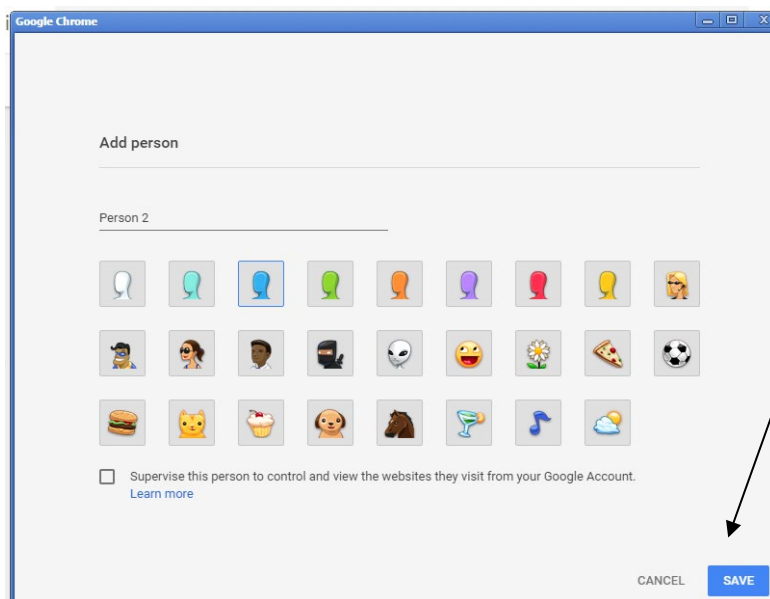 Google Chrome
Add person
Person 2
Supervise this person to control and view the websites they visit from your Google Account.
Learn more
CANCEL
SAVE